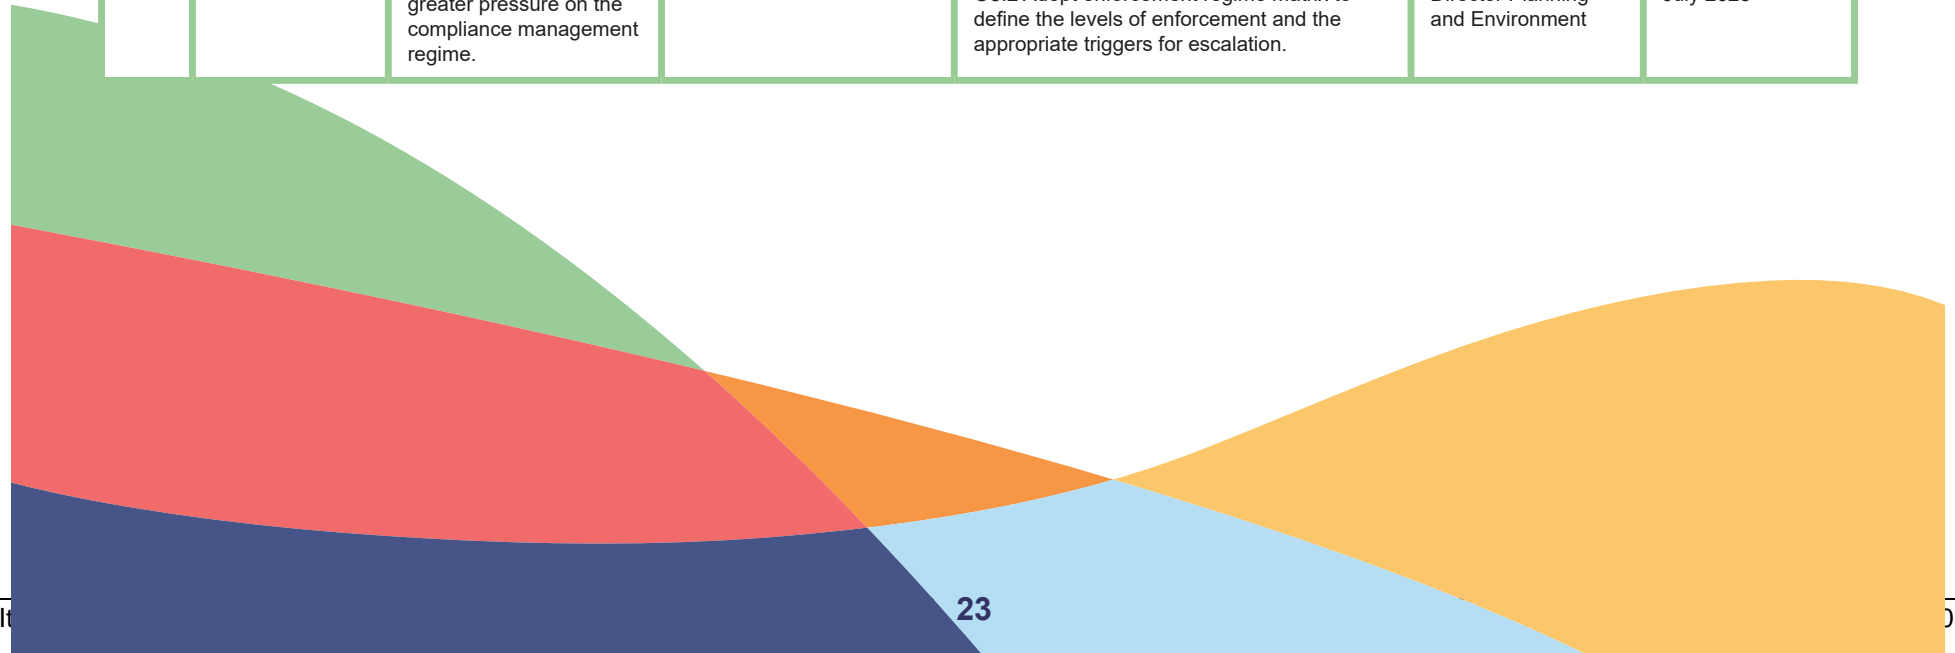 greater pressure on the
compliance management
regime.
define the levels of enforcement and the
appropriate triggers for escalation.
and Environment
23